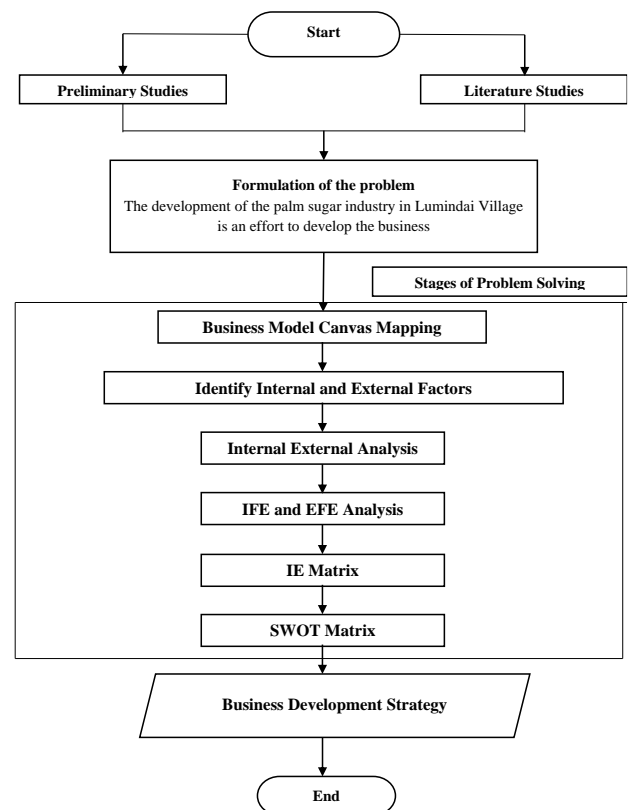 Start
Preliminary Studies
Literature Studies
Formulation of the problem
The development of the palm sugar industry in Lumindai Village
is an effort to develop the business
Stages of Problem Solving
Business Model Canvas Mapping
Identify Internal and External Factors
Internal External Analysis
IFE and EFE Analysis
IE Matrix
SWOT Matrix
Business Development Strategy
End